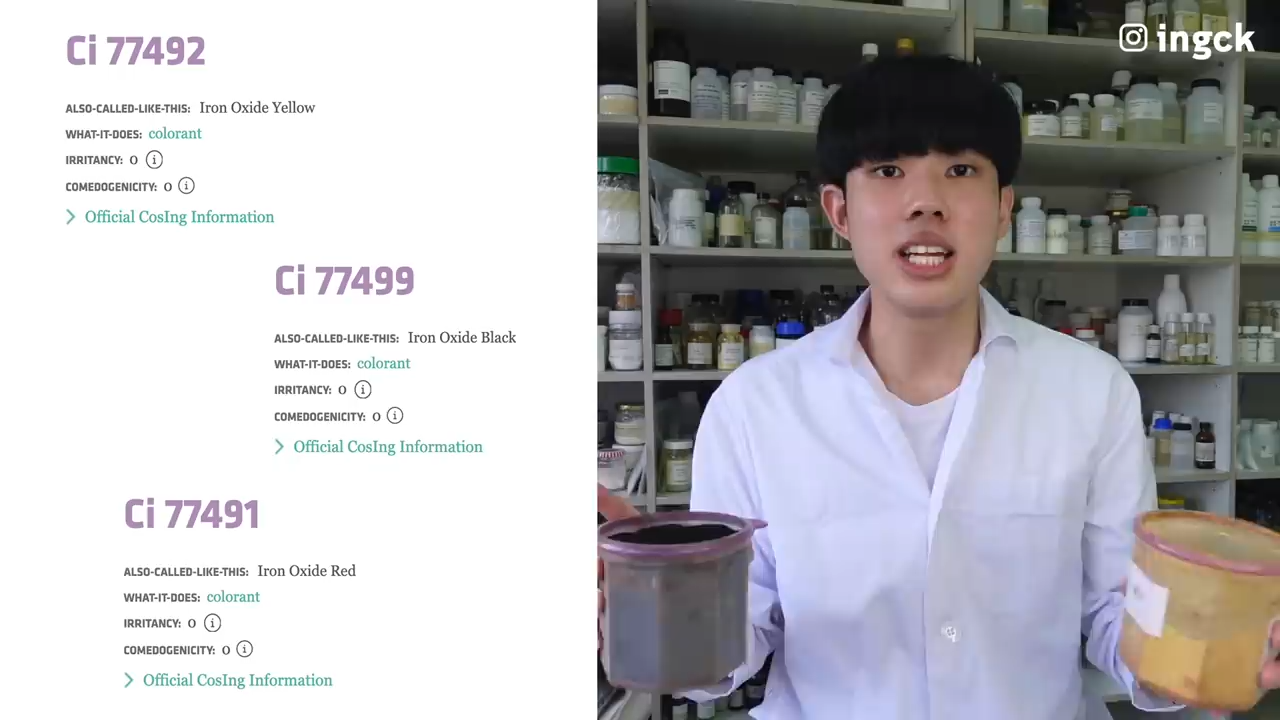 Ci 77492
ALSO-CALLED-LIKE-THIS: Iron Oxide Yellow
WHAT-IT-DOES: colorant
IRRITANCY: 0 i
COMEDOGENICITY: 0 i
Official CosIng Information
Ci 77499
ALSO-CALLED-LIKE-THIS: Iron Oxide Black
WHAT-IT-DOES: colorant
IRRITANCY: 0 i
COMEDOGENICITY: 0 i
Official CosIng Information
Ci 77491
ALSO-CALLED-LIKE-THIS: Iron Oxide Red
WHAT-IT-DOES: colorant
IRRITANCY: 0 i
COMEDOGENICITY: 0 i
Official CosIng Information
ingck